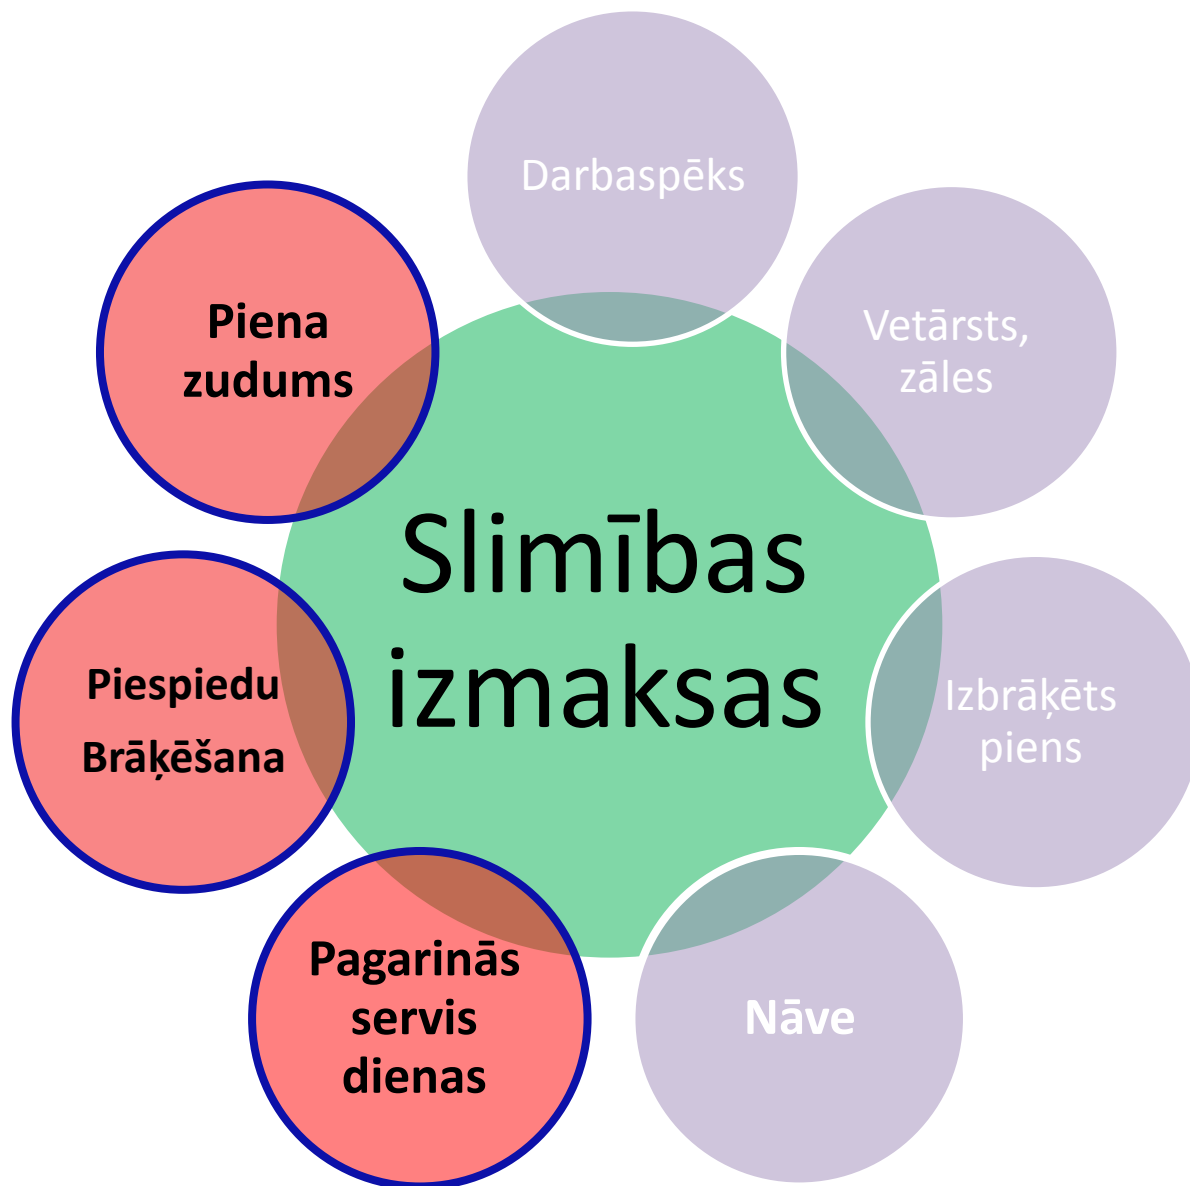 Darbaspēks
Vetārsts,
zāles
Izbrāķēts
piens
Nāve
Pagarinās
servis
dienas
Piespiedu
Brāķēšana
Piena
zudums
Slimības
izmaksas